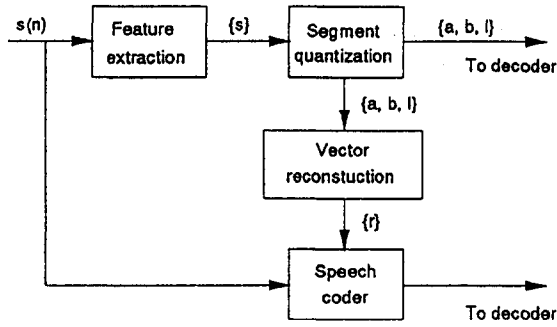 s(n)
Feature
extraction
{s}
Segment
quantization
{a, b, l}
To decoder
{a, b, l}
Vector
reconstuction
{r}
Speech
coder
To decoder